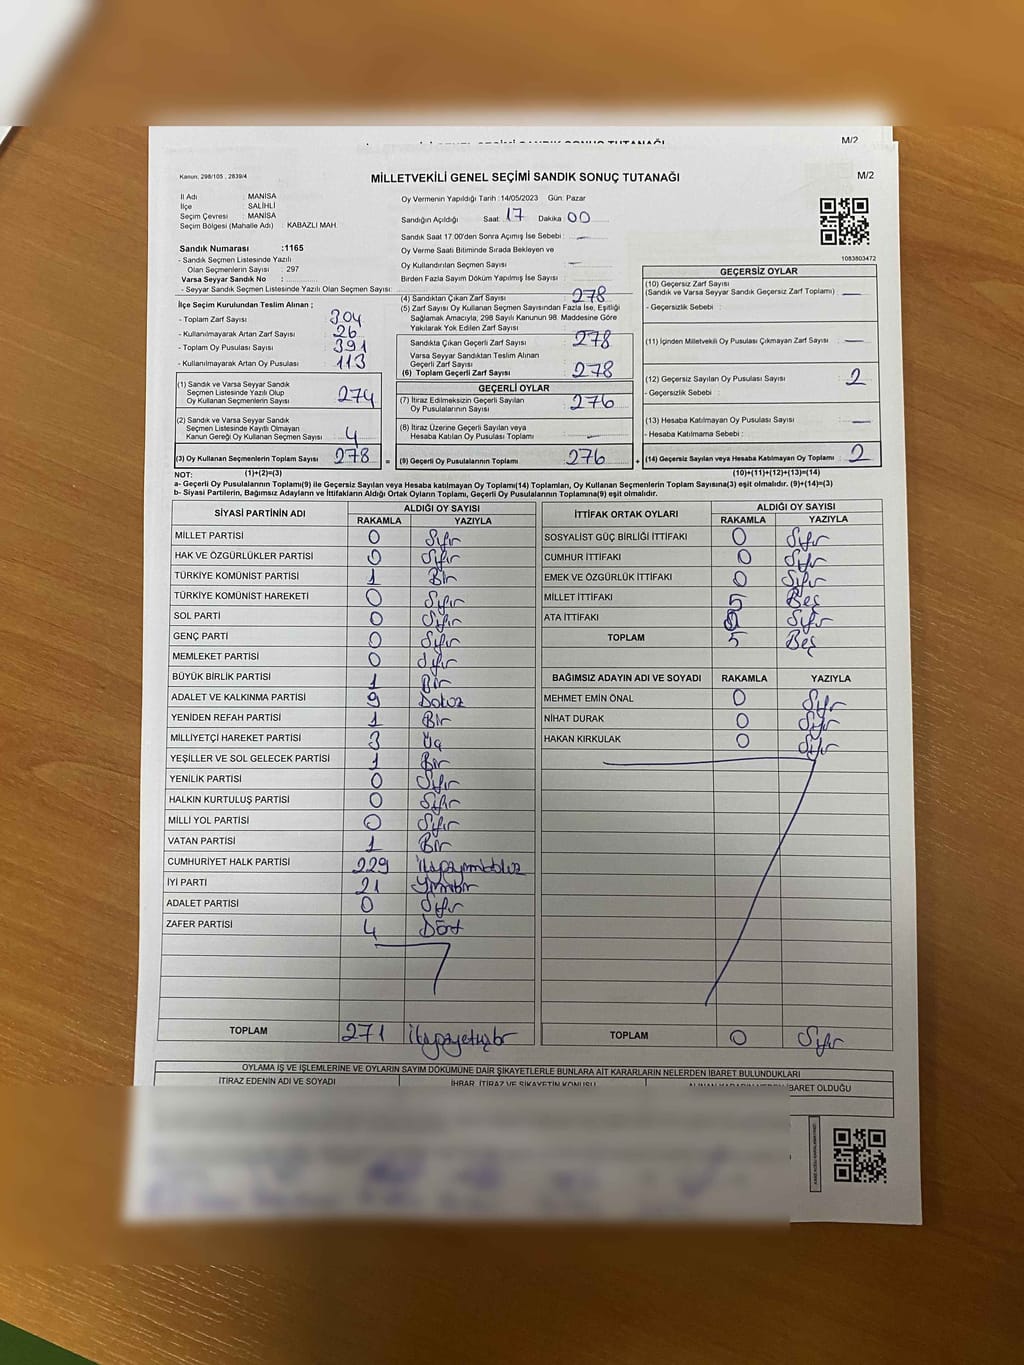 M/2
Kanun; 298/105 , 2839/4
MİLLETVEKİLİ GENEL SEÇİMİ SANDIK SONUÇ TUTANAĞI
M/2
İl Adı : MANİSA
İlçe : SALİHLİ
Seçim Çevresi : MANİSA
Seçim Bölgesi (Mahalle Adı) : KABAZLI MAH.
Sandık Numarası :1165
- Sandık Seçmen Listesinde Yazılı
Olan Seçmenlerin Sayısı : 297
Varsa Seyyar Sandık No :
- Seyyar Sandık Seçmen Listesinde Yazılı Olan Seçmen Sayısı:
Oy Vermenin Yapıldığı Tarih :14/05/2023 Gün: Pazar
Sandığın Açıldığı Saat 17 Dakika 00
Sandık Saat 17.00'den Sonra Açımış İse Sebebi : —
Oy Verme Saati Bitiminde Sırada Bekleyen ve
Oy Kullandırılan Seçmen Sayısı : —
Birden Fazla Sayım Döküm Yapılmış İse Sayısı :
1083803472
İlçe Seçim Kurulundan Teslim Alınan ;
- Toplam Zarf Sayısı : 304
- Kullanılmayarak Artan Zarf Sayısı : 26
- Toplam Oy Pusulası Sayısı : 391
- Kullanılmayarak Artan Oy Pusulası : 113
(1) Sandık ve Varsa Seyyar Sandık
Seçmen Listesinde Yazılı Olup
Oy Kullanan Seçmenlerin Sayısı : 274
(2) Sandık ve Varsa Seyyar Sandık
Seçmen Listesinde Kayıtlı Olmayan
Kanun Gereği Oy Kullanan Seçmen Sayısı : 4
(3) Oy Kullanan Seçmenlerin Toplam Sayısı : 278
(4) Sandıktan Çıkan Zarf Sayısı : 278
(5) Zarf Sayısı Oy Kullanan Seçmen Sayısından Fazla İse, Eşitliği
Sağlamak Amacıyla; 298 Sayılı Kanunun 98. Maddesine Göre
Yakılarak Yok Edilen Zarf Sayısı :
Sandıkta Çıkan Geçerli Zarf Sayısı : 278
Varsa Seyyar Sandıktan Teslim Alınan
Geçerli Zarf Sayısı
(6) Toplam Geçerli Zarf Sayısı : 278
GEÇERLİ OYLAR
(7) İtiraz Edilmeksizin Geçerli Sayılan
Oy Pusulalarının Sayısı : 276
(8) İtiraz Üzerine Geçerli Sayılan veya
Hesaba Katılan Oy Pusulası Toplamı : —
= (9) Geçerli Oy Pusulalarının Toplamı : 276
GEÇERSİZ OYLAR
(10) Geçersiz Zarf Sayısı
(Sandık ve Varsa Seyyar Sandık Geçersiz Zarf Toplamı) : —
- Geçersizlik Sebebi :
(11) İçinden Milletvekili Oy Pusulası Çıkmayan Zarf Sayısı : —
(12) Geçersiz Sayılan Oy Pusulası Sayısı : 2
- Geçersizlik Sebebi :
(13) Hesaba Katılmayan Oy Pusulası Sayısı : —
- Hesaba Katılmama Sebebi :
+ (14) Geçersiz Sayılan veya Hesaba Katılmayan Oy Toplamı : 2
NOT: (1)+(2)=(3) (10)+(11)+(12)+(13)=(14)
a- Geçerli Oy Pusulaları Toplamı(9) ile Geçersiz Sayılan veya Hesaba katılmayan Oy Toplamı(14) Toplamları, Oy Kullanan Seçmenlerin Toplam Sayısına(3) eşit olmalıdır. (9)+(14)=(3)
b- Siyasi Partilerin, Bağımsız Adayların ve İttifakların Aldığı Ortak Oyların Toplamı, Geçerli Oy Pusulalarının Toplamına(9) eşit olmalıdır.
SİYASİ PARTİNİN ADI ALDIĞI OY SAYISI
RAKAMLA YAZIYLA
MİLLET PARTİSİ 0 Sıfır
HAK VE ÖZGÜRLÜKLER PARTİSİ 0 Sıfır
TÜRKİYE KOMÜNİST PARTİSİ 1 Bir
TÜRKİYE KOMÜNİST HAREKETİ 0 Sıfır
SOL PARTİ 0 Sıfır
GENÇ PARTİ 0 Sıfır
MEMLEKET PARTİSİ 0 Sıfır
BÜYÜK BİRLİK PARTİSİ 1 Bir
ADALET VE KALKINMA PARTİSİ 9 Dokuz
YENİDEN REFAH PARTİSİ 1 Bir
MİLLİYETÇİ HAREKET PARTİSİ 3 Üç
YEŞİLLER VE SOL GELECEK PARTİSİ 1 Bir
YENİLİK PARTİSİ 0 Sıfır
HALKIN KURTULUŞ PARTİSİ 0 Sıfır
MİLLİ YOL PARTİSİ 0 Sıfır
VATAN PARTİSİ 1 Bir
CUMHURİYET HALK PARTİSİ 229 ikiyüzyirmidokuz
İYİ PARTİ 21 Yirmibir
ADALET PARTİSİ 0 Sıfır
ZAFER PARTİSİ 4 Dört
TOPLAM 271 ikiyüzyetmişbir
İTTİFAK ORTAK OYLARI ALDIĞI OY SAYISI
RAKAMLA YAZIYLA
SOSYALİST GÜÇ BİRLİĞİ İTTİFAKI 0 Sıfır
CUMHUR İTTİFAKI 0 Sıfır
EMEK VE ÖZGÜRLÜK İTTİFAKI 0 Sıfır
MİLLET İTTİFAKI 5 Beş
ATA İTTİFAKI 0 Sıfır
TOPLAM 5 Beş
BAĞIMSIZ ADAYIN ADI VE SOYADI RAKAMLA YAZIYLA
MEHMET EMİN ÖNAL 0 Sıfır
NİHAT DURAK 0 Sıfır
HAKAN KIRKULAK 0 Sıfır
TOPLAM 0 Sıfır
OYLAMA İŞ VE İŞLEMLERİNE VE OYLARIN SAYIM DÖKÜMÜNE DAİR ŞİKAYETLERLE BUNLARA AİT KARARLARIN NELERDEN İBARET BULUNDUKLARI
İTİRAZ EDENİN ADI VE SOYADI İHBAR, İTİRAZ VE ŞİKAYETİN KONUSU İBARET OLDUĞU